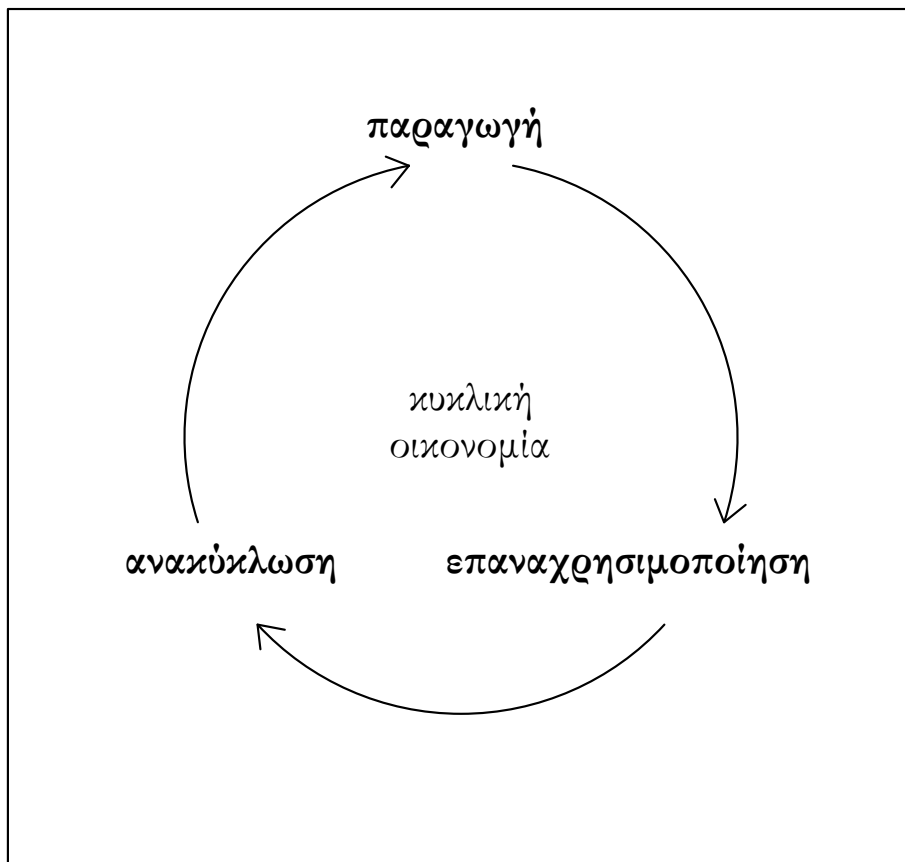 παραγωγή
κυκλική
οικονομία
ανακύκλωση
επαναχρησιμοποίηση